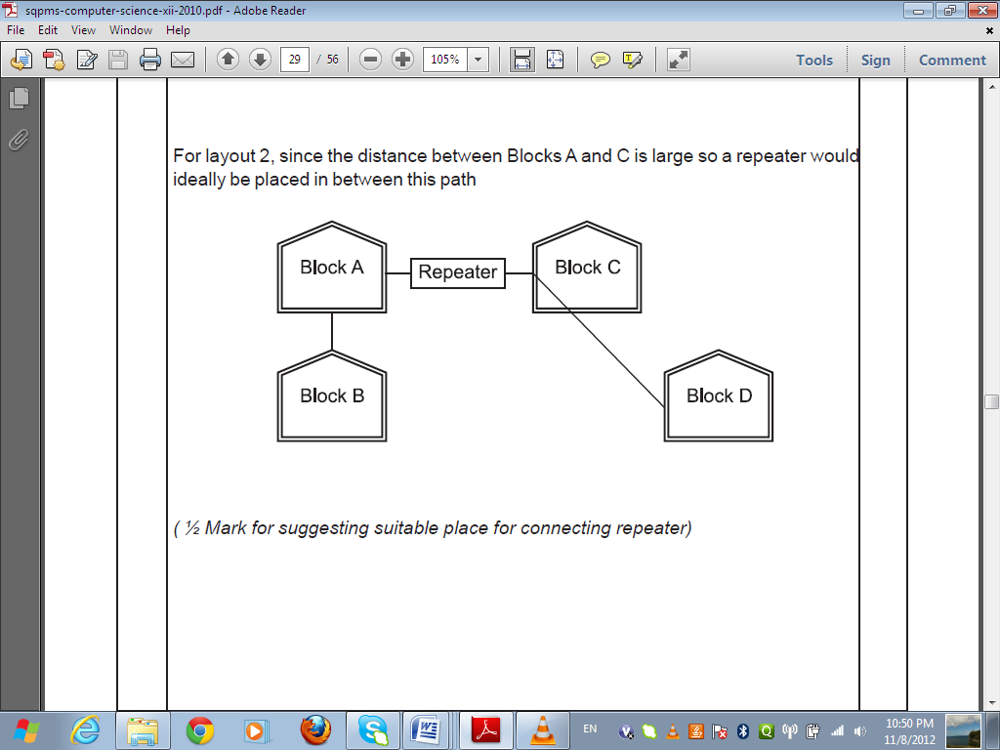 sqpms-computer-science-xii-2010.pdf - Adobe Reader
File Edit View Window Help
29 / 56 105% Tools Sign Comment
For layout 2, since the distance between Blocks A and C is large so a repeater would
ideally be placed in between this path
Block A Repeater Block C
Block B Block D
( ½ Mark for suggesting suitable place for connecting repeater)
EN 10:50 PM
11/8/2012